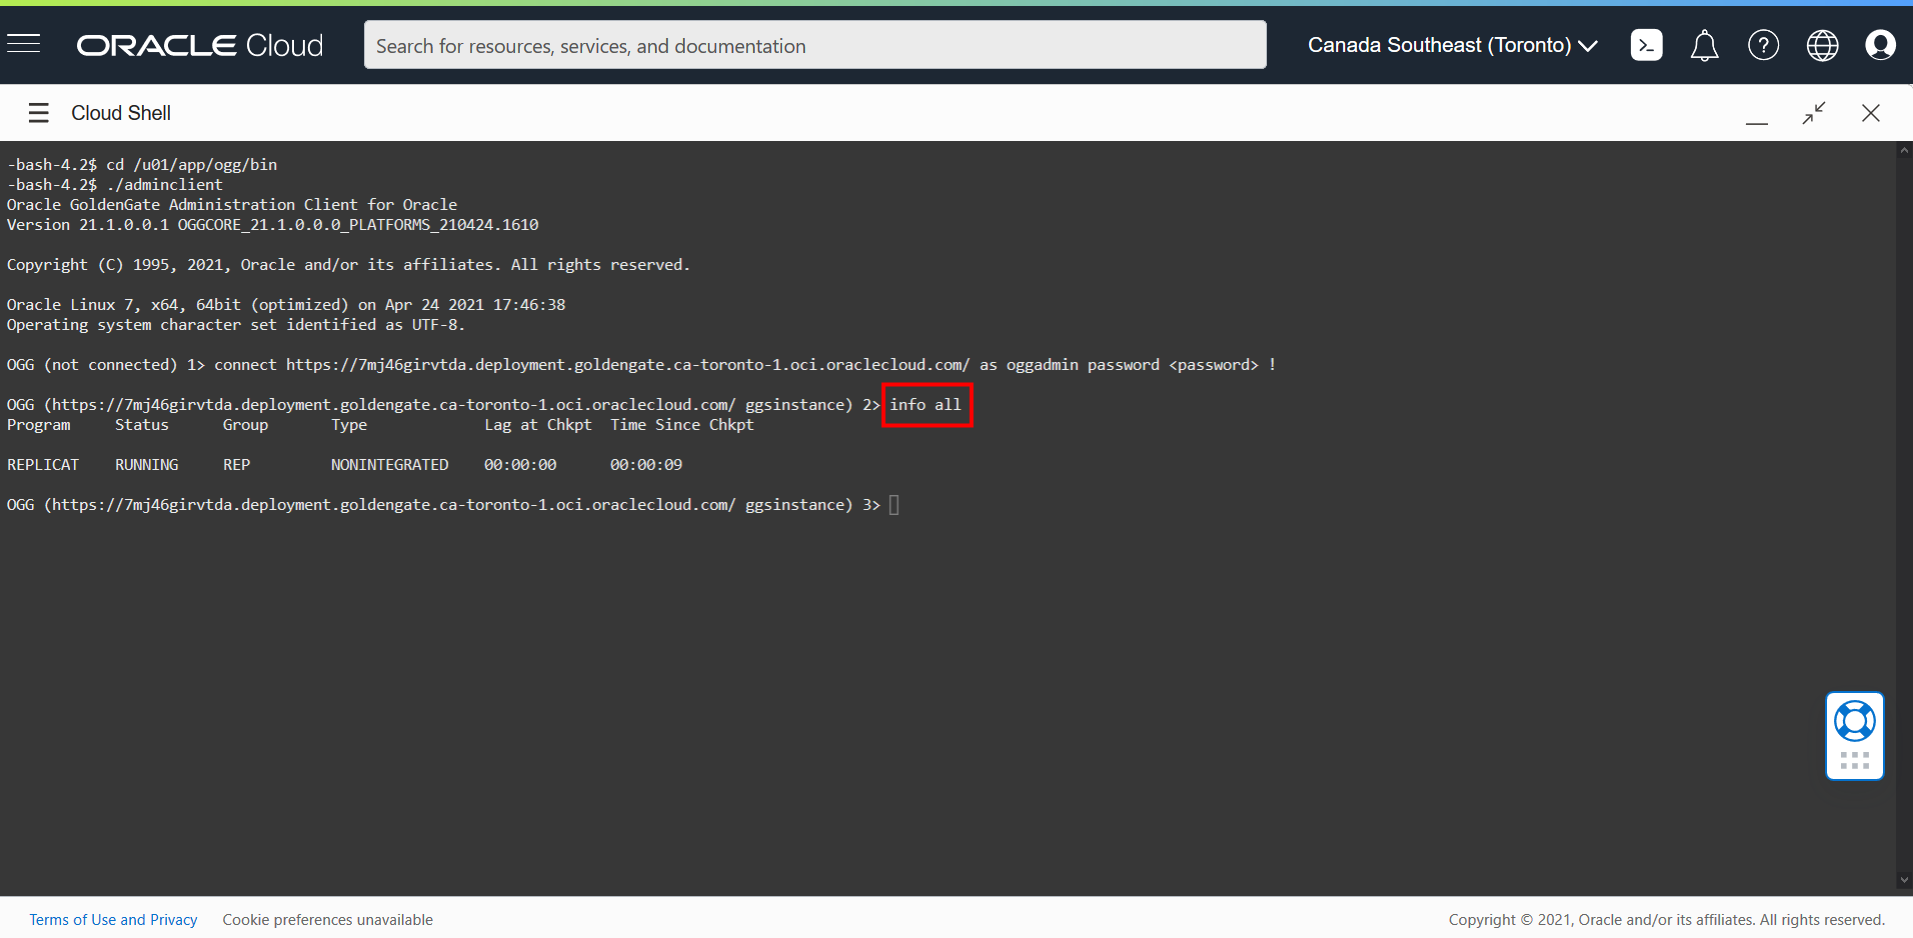 ORACLE Cloud
Search for resources, services, and documentation
Canada Southeast (Toronto)
Cloud Shell
-bash-4.2$ cd /u01/app/ogg/bin
-bash-4.2$ ./adminclient
Oracle GoldenGate Administration Client for Oracle
Version 21.1.0.0.1 OGGCORE_21.1.0.0.0_PLATFORMS_210424.1610
Copyright (C) 1995, 2021, Oracle and/or its affiliates. All rights reserved.
Oracle Linux 7, x64, 64bit (optimized) on Apr 24 2021 17:46:38
Operating system character set identified as UTF-8.
OGG (not connected) 1> connect https://7mj46girvtda.deployment.goldengate.ca-toronto-1.oci.oraclecloud.com/ as oggadmin password <password> !
OGG (https://7mj46girvtda.deployment.goldengate.ca-toronto-1.oci.oraclecloud.com/ ggsinstance) 2> info all
Program Status Group Type Lag at Chkpt Time Since Chkpt
REPLICAT RUNNING REP NONINTEGRATED 00:00:00 00:00:09
OGG (https://7mj46girvtda.deployment.goldengate.ca-toronto-1.oci.oraclecloud.com/ ggsinstance) 3>
Terms of Use and Privacy Cookie preferences unavailable Copyright © 2021, Oracle and/or its affiliates. All rights reserved.